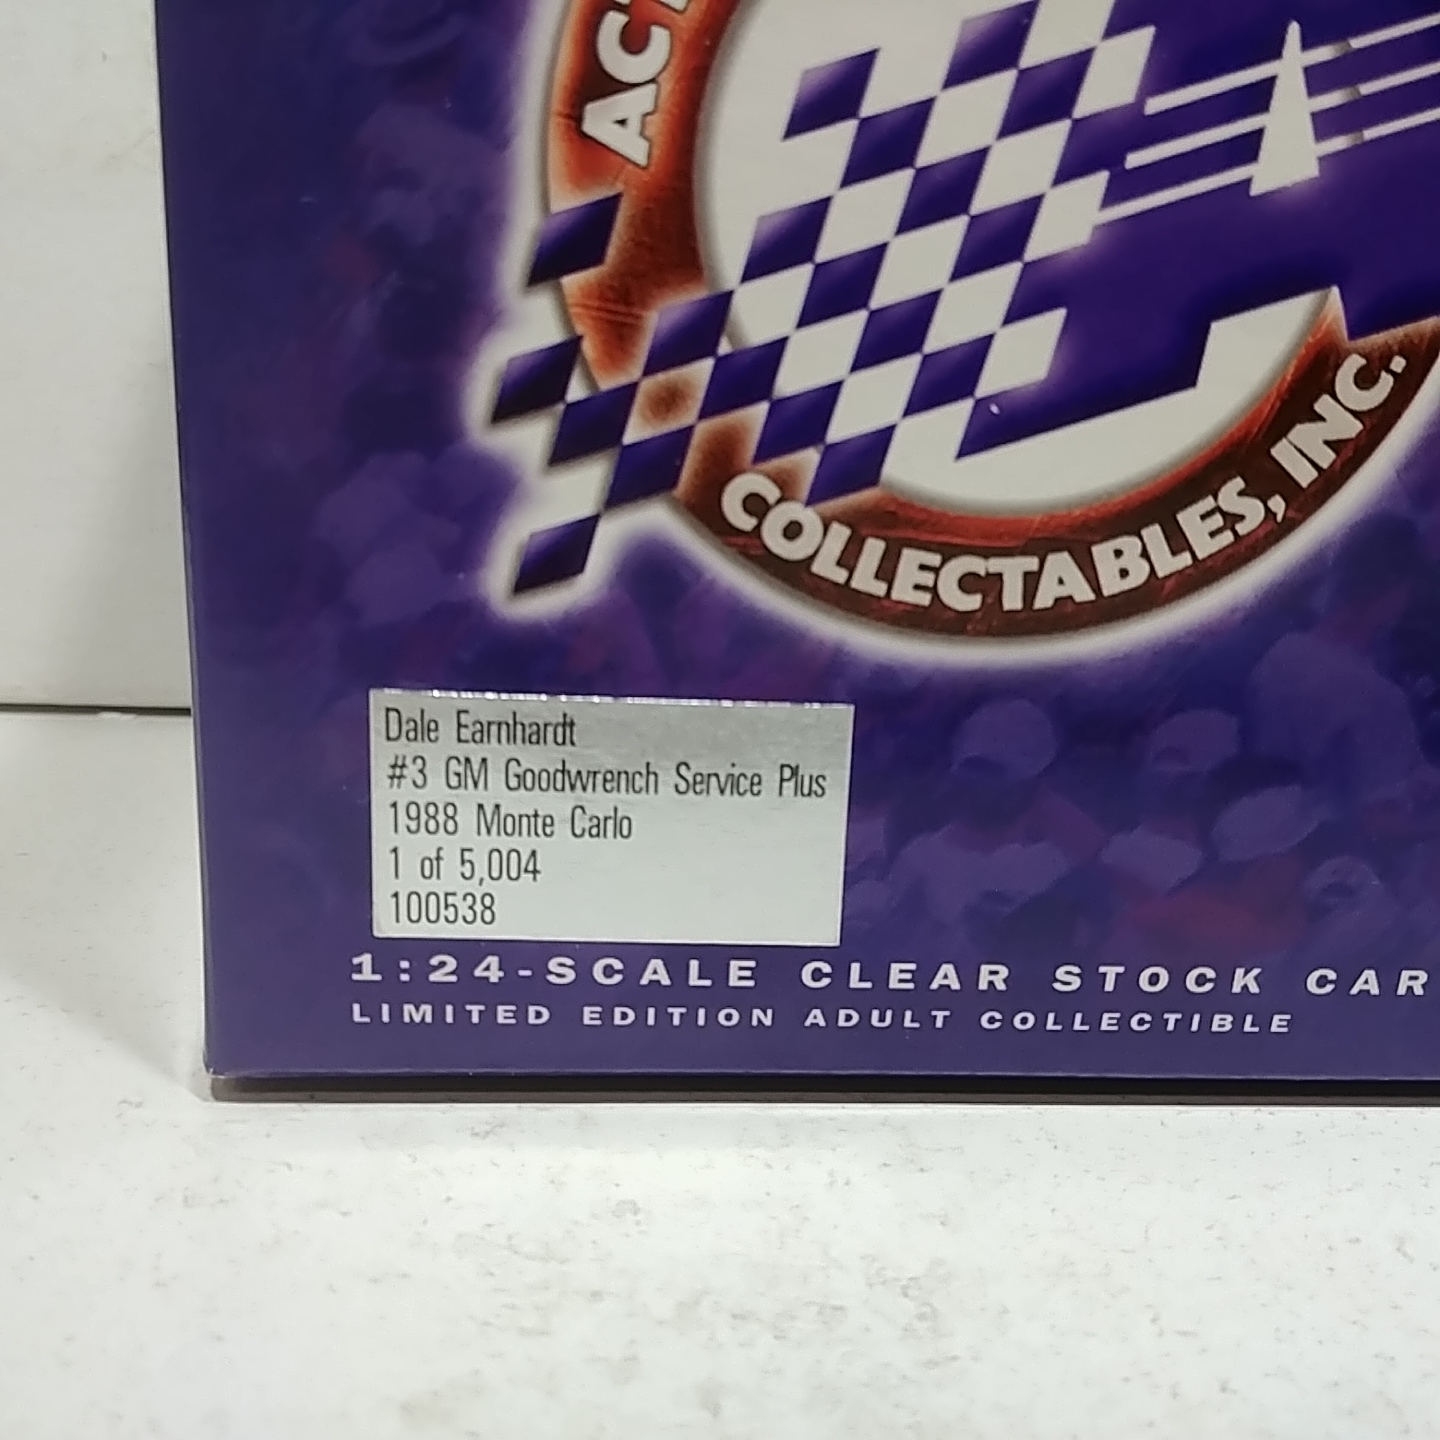 COLLECTABLES, INC.
Dale Earnhardt
#3 GM Goodwrench Service Plus
1988 Monte Carlo
1 of 5,004
100538
1:24-SCALE CLEAR STOCK CAR
LIMITED EDITION ADULT COLLECTIBLE